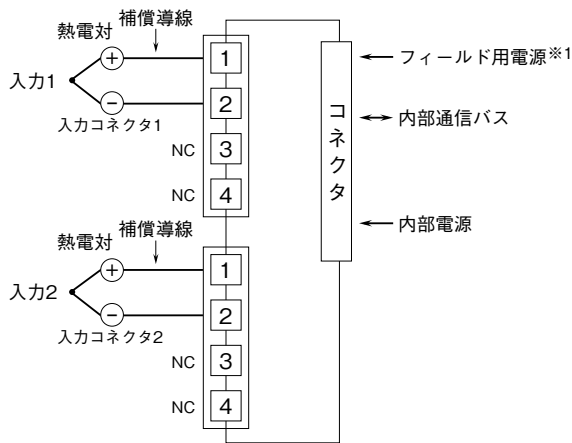 熱電対
補償導線
入力1
+
−
入力コネクタ1
NC
NC
1
2
3
4
熱電対
補償導線
入力2
+
−
入力コネクタ2
NC
NC
1
2
3
4
コネクタ
フィールド用電源※1
内部通信バス
内部電源